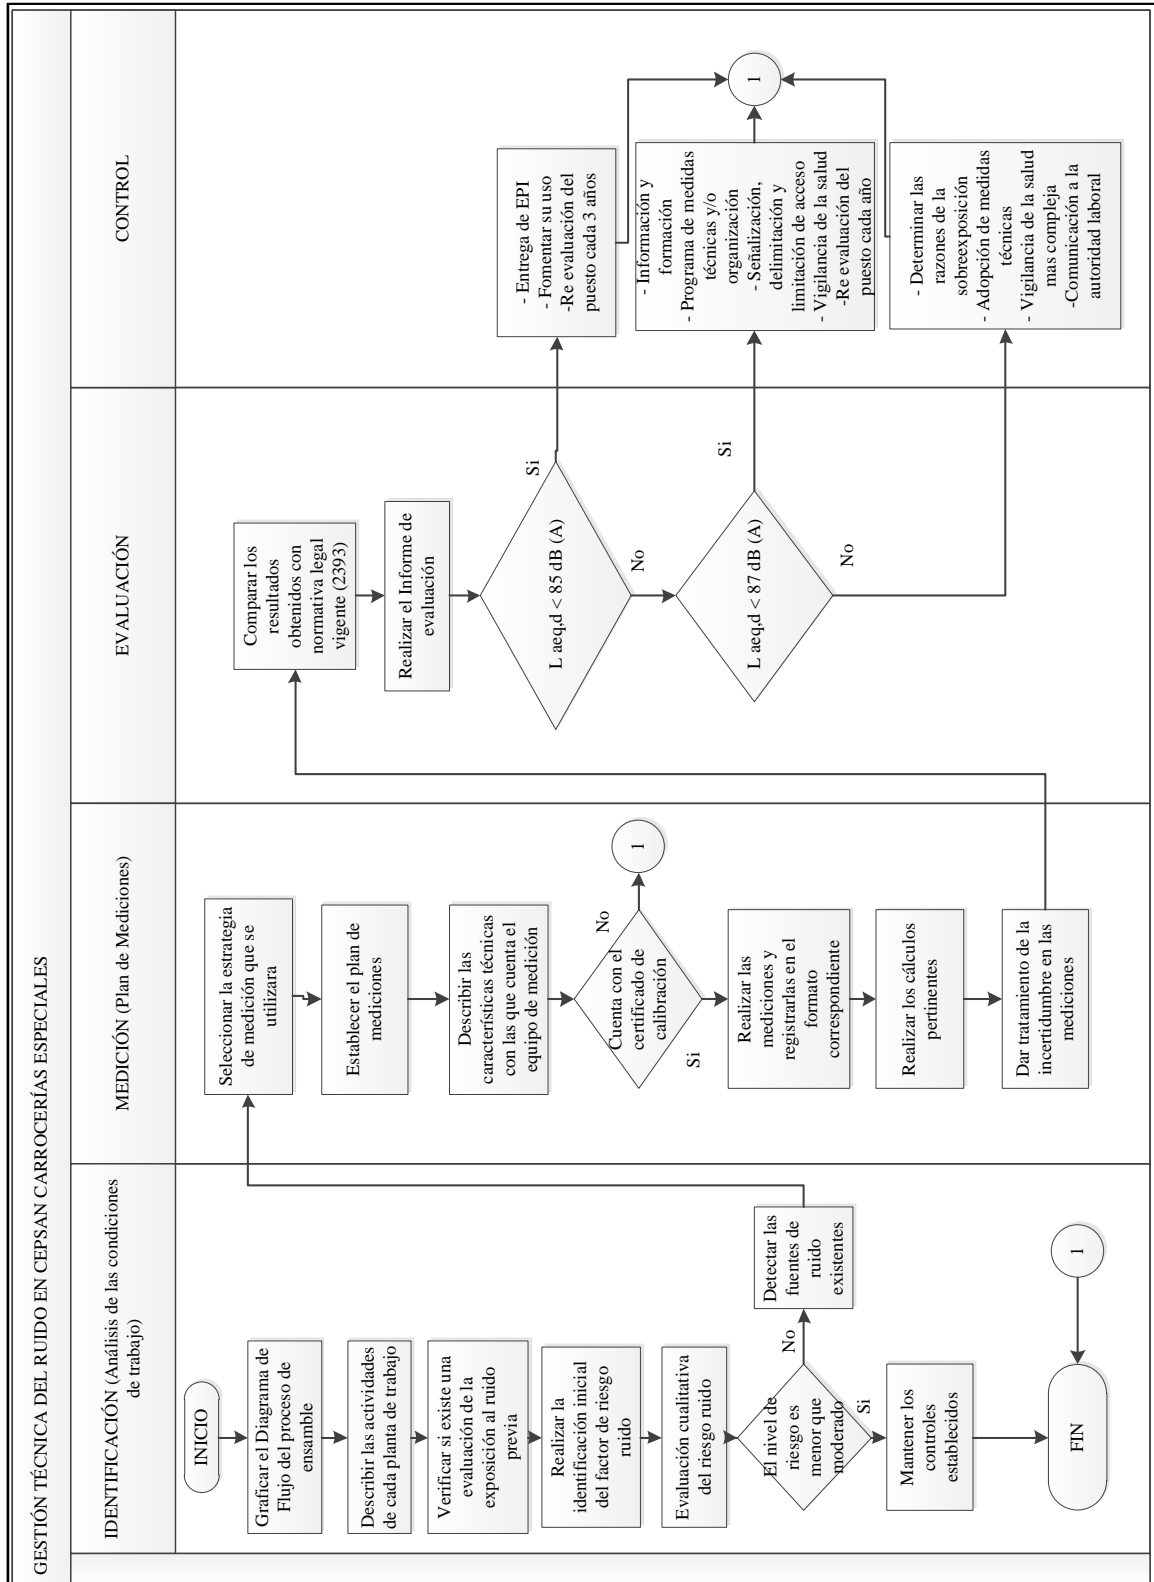 GESTIÓN TÉCNICA DEL RUIDO EN CEPSAN CARROCERÍAS ESPECIALES
IDENTIFICACIÓN (Análisis de las condiciones
de trabajo)
INICIO
Graficar el Diagrama de
Flujo del proceso de
ensamble
Describir las actividades
de cada planta de trabajo
Verificar si existe una
evaluación de la
exposición al ruido
previa
Realizar la
identificación inicial
del factor de riesgo
ruido
Evaluación cualitativa
del riesgo ruido
El nivel de
riesgo es
menor que
moderado
No
Si
Detectar las
fuentes de
ruido
existentes
Mantener los
controles
establecidos
FIN
1
MEDICIÓN (Plan de Mediciones)
Seleccionar la estrategia
de medición que se
utilizara
Establecer el plan de
mediciones
Describir las
características técnicas
con las que cuenta el
equipo de medición
Cuenta con el
certificado de
calibración
No
Si
1
Realizar las
mediciones y
registrarlas en el
formato
correspondiente
Realizar los cálculos
pertinentes
Dar tratamiento de la
incertidumbre en las
mediciones
EVALUACIÓN
Comparar los
resultados
obtenidos con
normativa legal
vigente (2393)
Realizar el Informe de
evaluación
L aeq,d < 85 dB (A)
Si
No
L aeq,d < 87 dB (A)
Si
No
CONTROL
- Entrega de EPI
- Fomentar su uso
-Re evaluación del
puesto cada 3 años
- Información y
formación
- Programa de medidas
técnicas y/o
organización
- Señalización,
delimitación y
limitación de acceso
- Vigilancia de la salud
-Re evaluación del
puesto cada año
- Determinar las
razones de la
sobreexposición
- Adopción de medidas
técnicas
- Vigilancia de la salud
mas compleja
-Comunicación a la
autoridad laboral
1